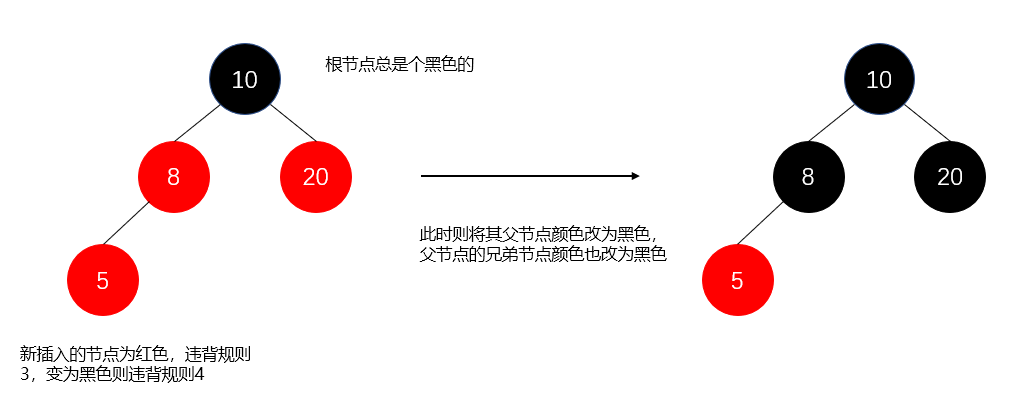 10
根节点总是个黑色的
8
20
5
新插入的节点为红色，违背规则
3，变为黑色则违背规则4
此时则将其父节点颜色改为黑色，
父节点的兄弟节点颜色也改为黑色
10
8
20
5